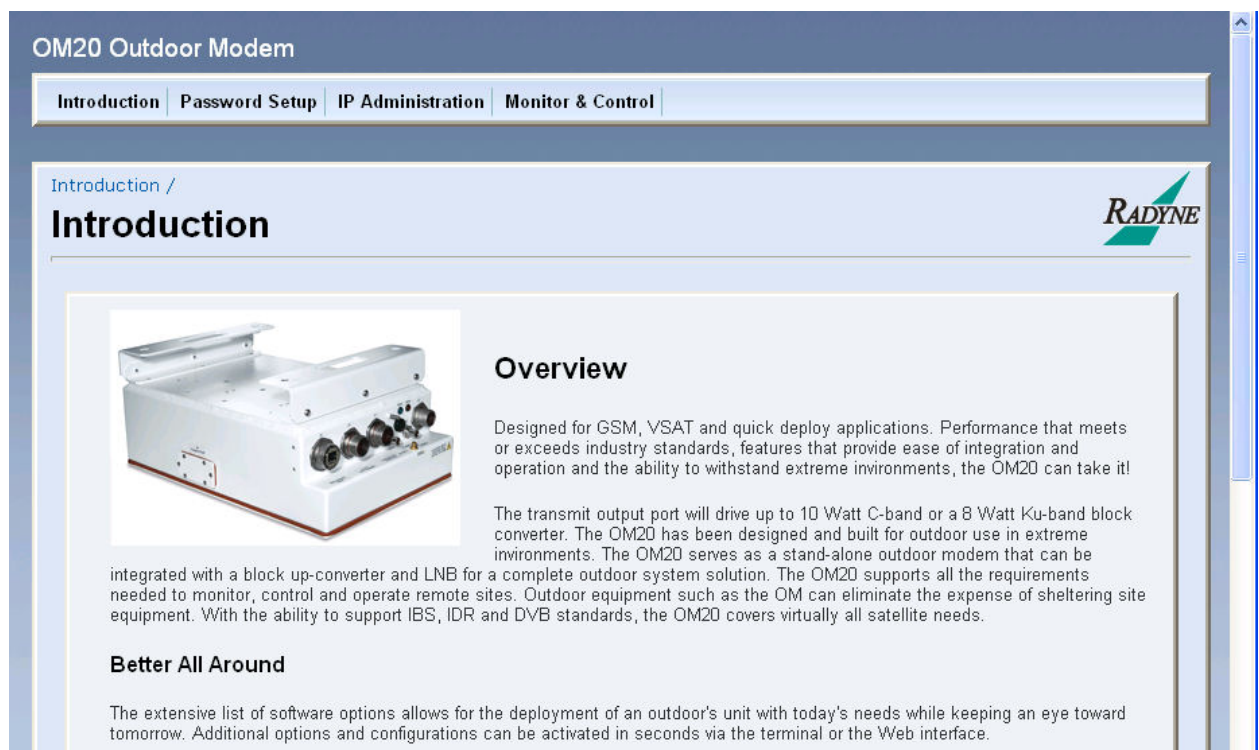 OM20 Outdoor Modem
Introduction Password Setup IP Administration Monitor & Control
Introduction /
Introduction
RADYNE
Overview
Designed for GSM, VSAT and quick deploy applications. Performance that meets
or exceeds industry standards, features that provide ease of integration and
operation and the ability to withstand extreme invironments, the OM20 can take it!
The transmit output port will drive up to 10 Watt C-band or a 8 Watt Ku-band block
converter. The OM20 has been designed and built for outdoor use in extreme
invironments. The OM20 serves as a stand-alone outdoor modem that can be
integrated with a block up-converter and LNB for a complete outdoor system solution. The OM20 supports all the requirements
needed to monitor, control and operate remote sites. Outdoor equipment such as the OM can eliminate the expense of sheltering site
equipment. With the ability to support IBS, IDR and DVB standards, the OM20 covers virtually all satellite needs.
Better All Around
The extensive list of software options allows for the deployment of an outdoor's unit with today's needs while keeping an eye toward
tomorrow. Additional options and configurations can be activated in seconds via the terminal or the Web interface.